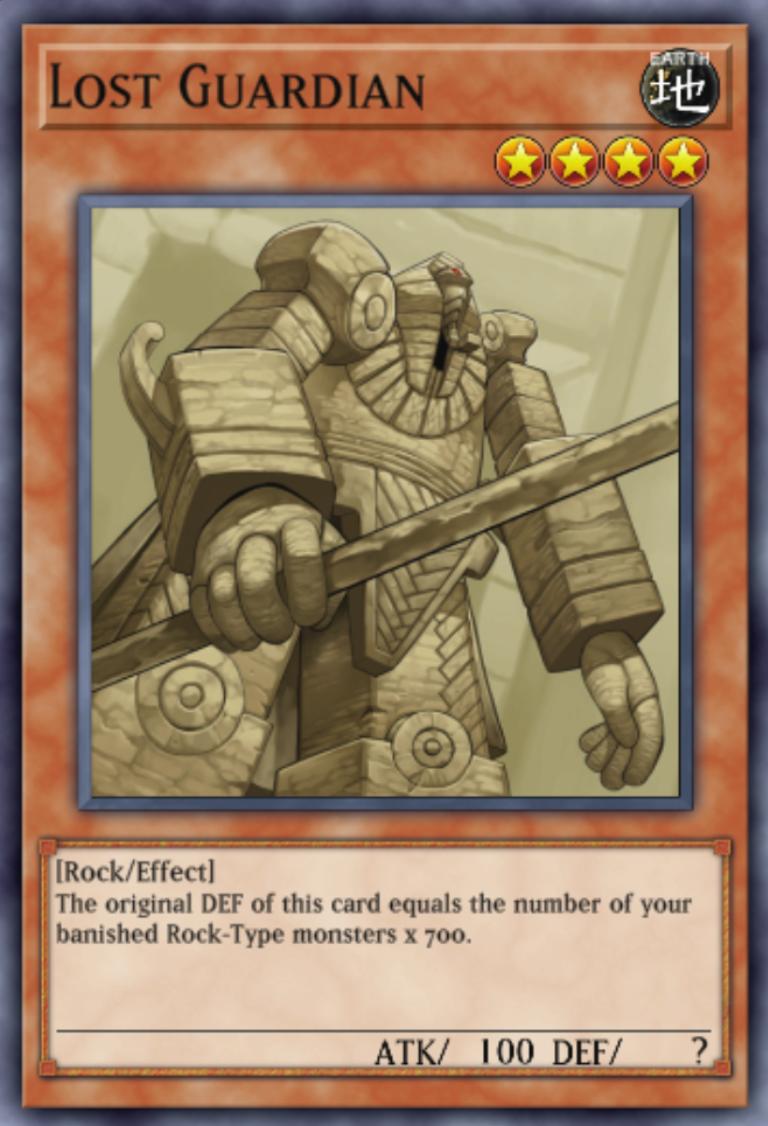 Lost Guardian
EARTH
地
[Rock/Effect]
The original DEF of this card equals the number of your
banished Rock-Type monsters x 700.
ATK/ 100 DEF/ ?